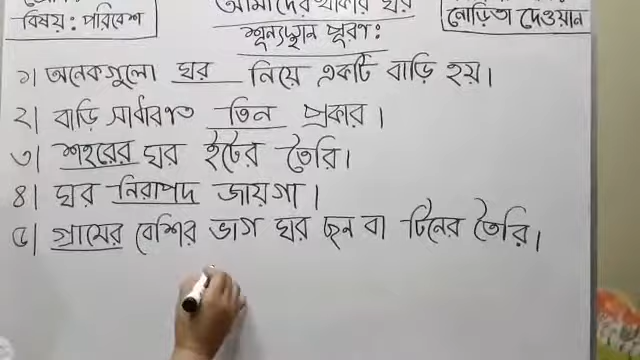 আমাদের থাকার ঘর
বিষয়: পরিবেশ
শূন্যস্থান পূরণ:
নোড়িতা দেওয়ান
১। অনেকগুলো ঘর নিয়ে একটি বাড়ি হয়।
২। বাড়ি সাধারণত তিন প্রকার।
৩। শহরের ঘর ইটের তৈরি।
৪। ঘর নিরাপদ জায়গা।
৫। গ্রামের বেশির ভাগ ঘর ছন বা টিনের তৈরি।